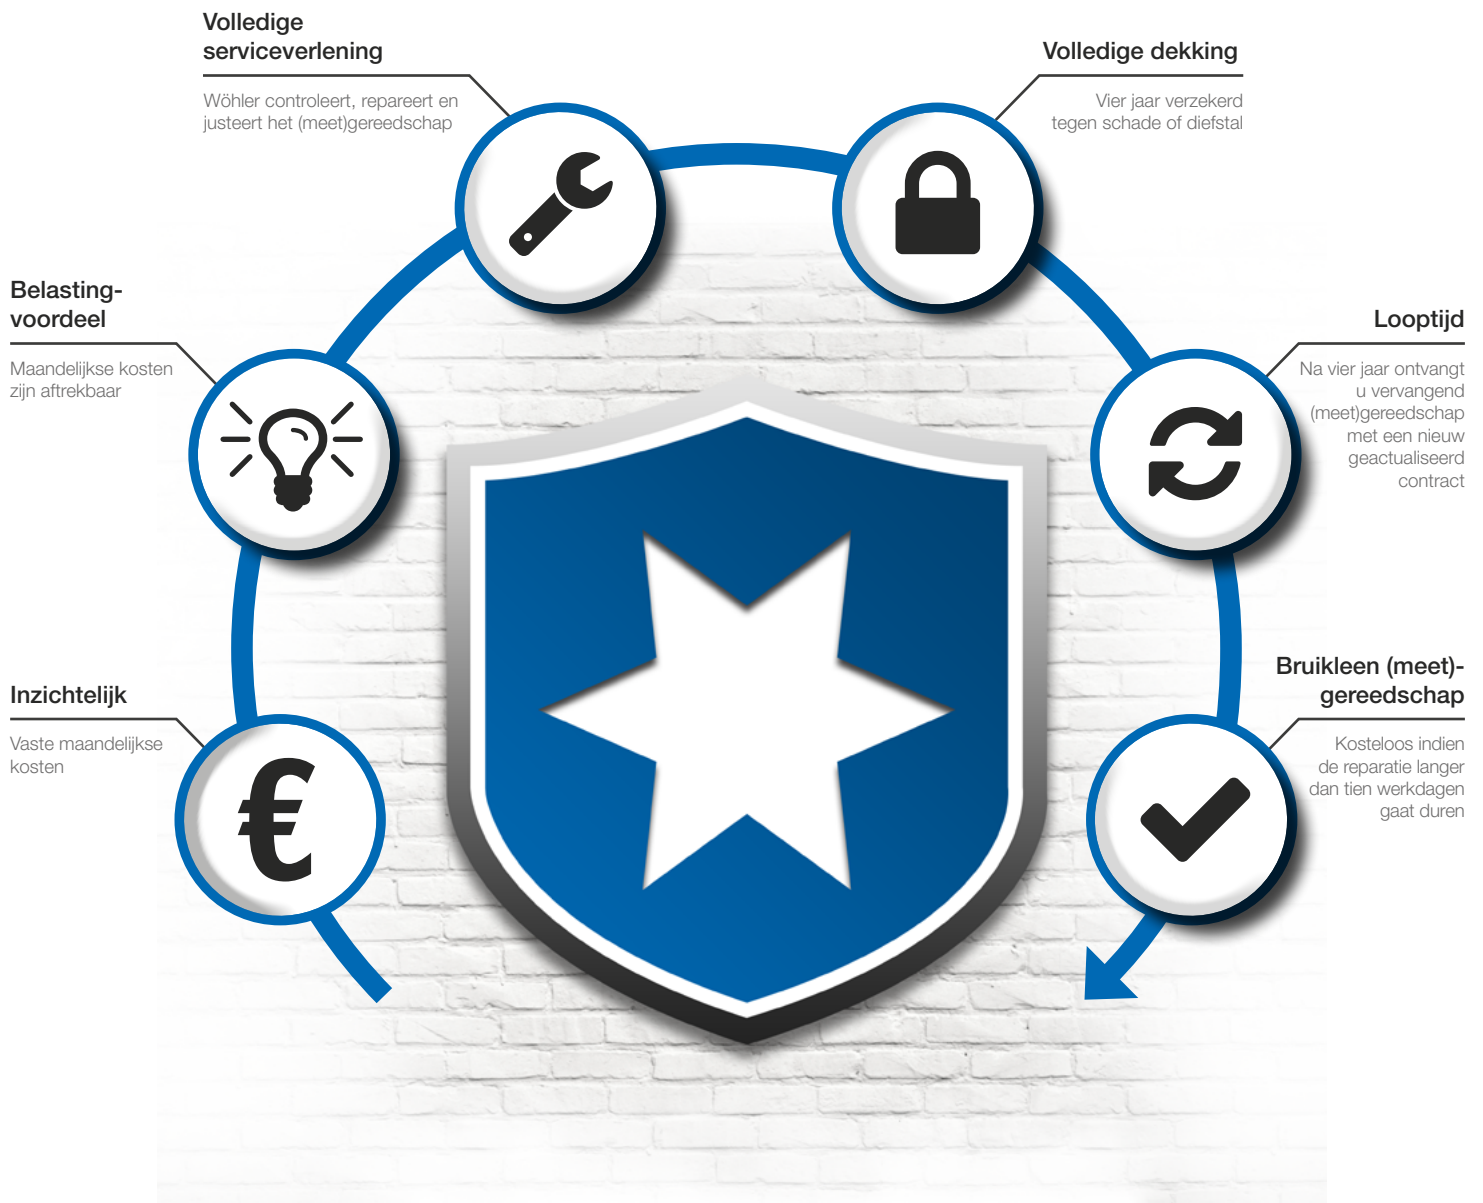 Volledige
serviceverlening
Wöhler controleert, repareert en
justeert het (meet)gereedschap
Volledige dekking
Vier jaar verzekerd
tegen schade of diefstal
Belasting-
voordeel
Maandelijkse kosten
zijn aftrekbaar
Looptijd
Na vier jaar ontvangt
u vervangend
(meet)gereedschap
met een nieuw
geactualiseerd
contract
Inzichtelijk
Vaste maandelijkse
kosten
€
Bruikleen (meet)-
gereedschap
Kosteloos indien
de reparatie langer
dan tien werkdagen
gaat duren